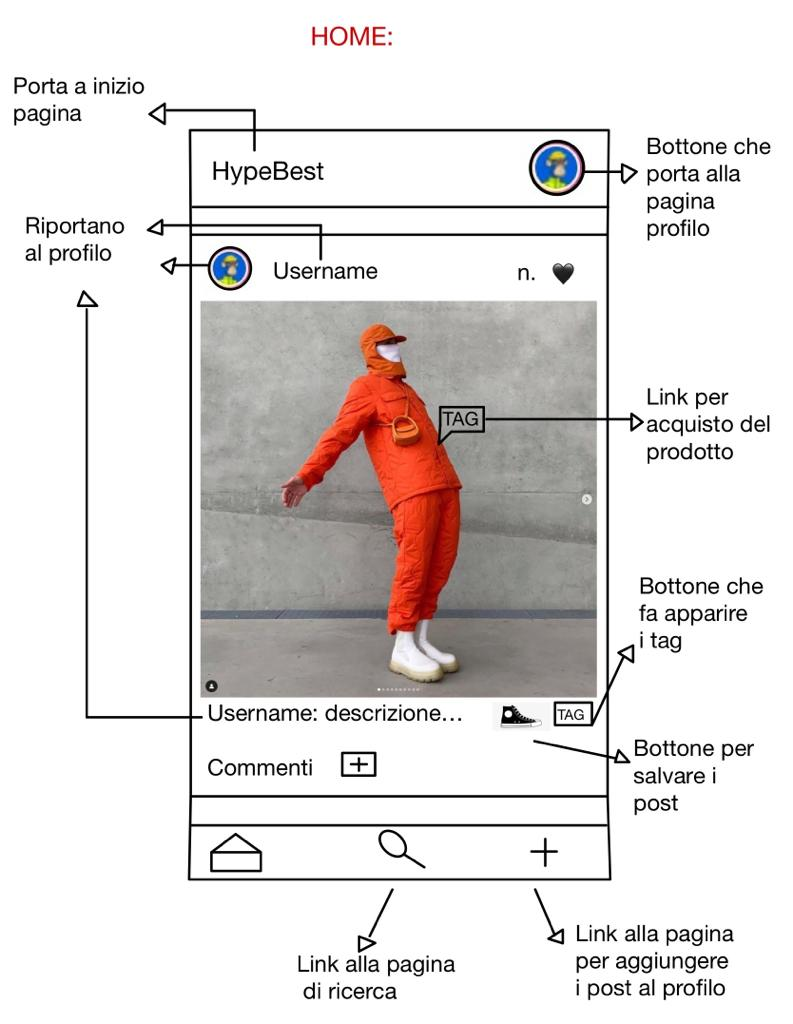 HOME:
Porta a inizio
pagina
HypeBest
Bottone che
porta alla
pagina
profilo
Riportano
al profilo
Username
n.
TAG
Link per
acquisto del
prodotto
Bottone che
fa apparire
i tag
Username: descrizione...
TAG
Commenti
Bottone per
salvare i
post
Link alla pagina
di ricerca
Link alla pagina
per aggiungere
i post al profilo